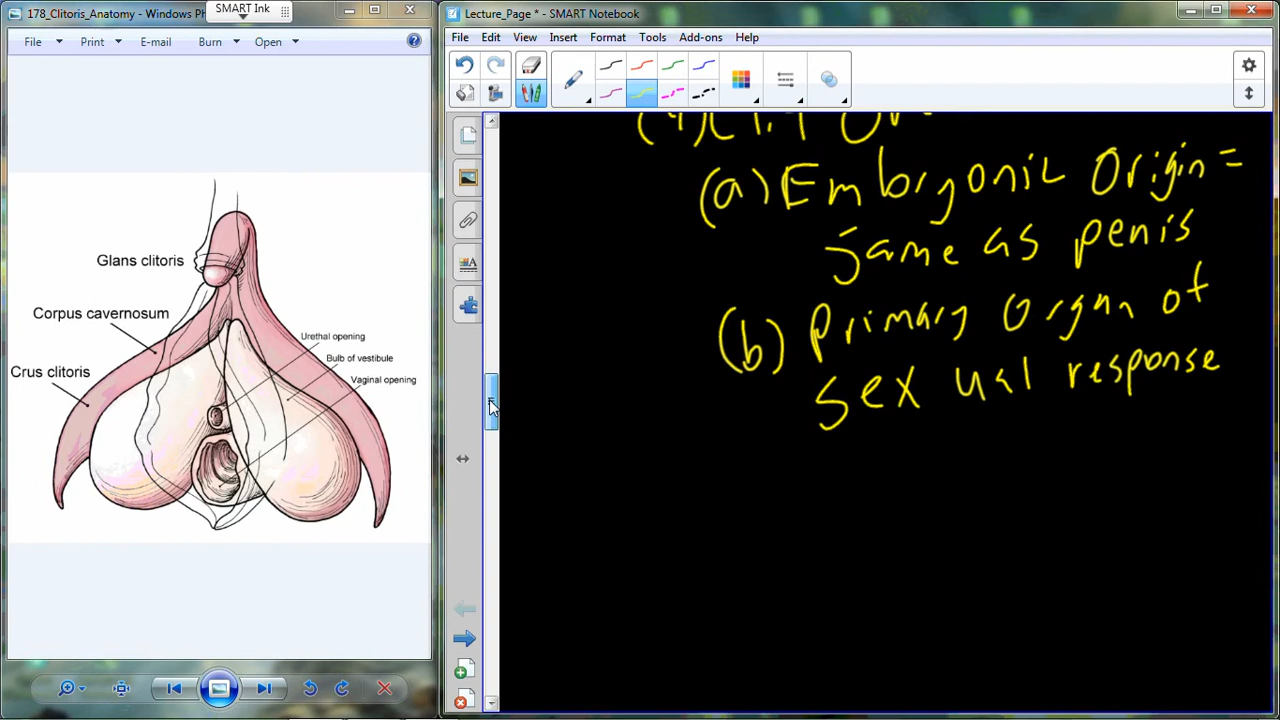 178_Clitoris_Anatomy - Windows Ph
SMART Ink
File Print E-mail Burn Open
Glans clitoris
Corpus cavernosum
Crus clitoris
Urethral opening
Bulb of vestibule
Vaginal opening
Lecture_Page * - SMART Notebook
File Edit View Insert Format Tools Add-ons Help
(a) Embryonic Origin =
same as penis
(b) Primary Organ of
sexual response